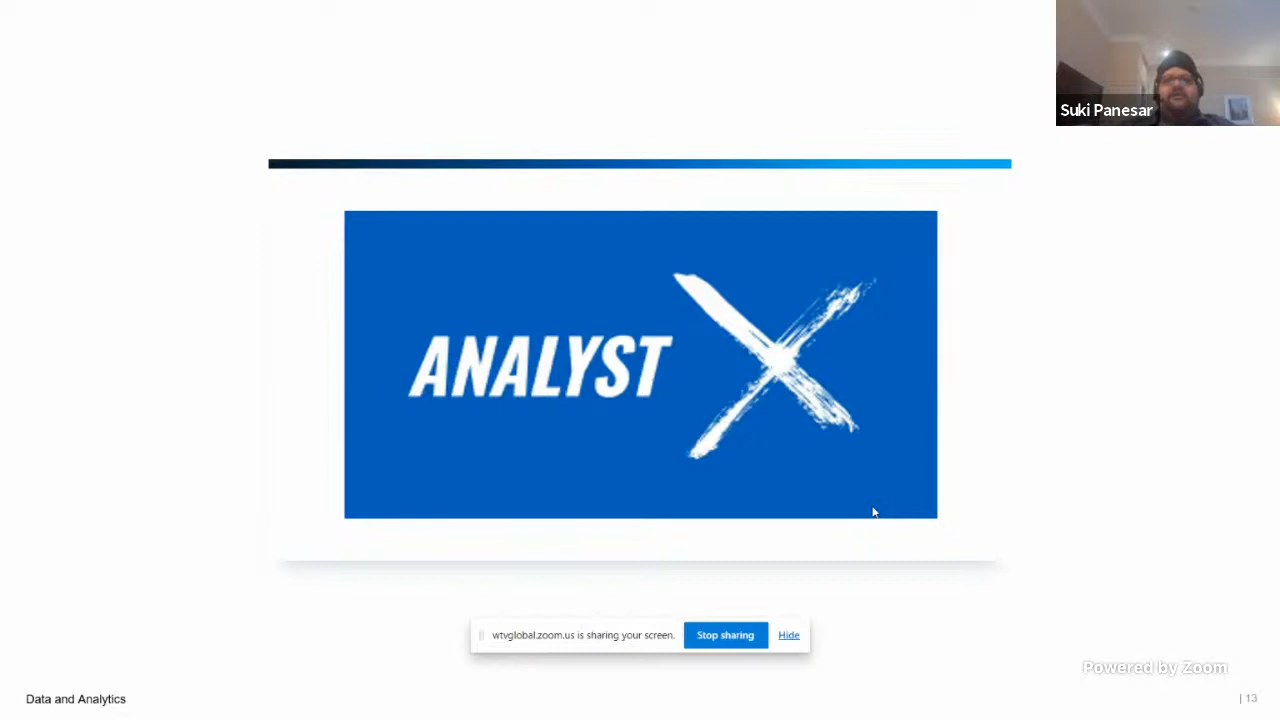 Suki Panesar
ANALYST X
wtvglobal.zoom.us is sharing your screen. Stop sharing Hide
Powered by Zoom
Data and Analytics
| 13